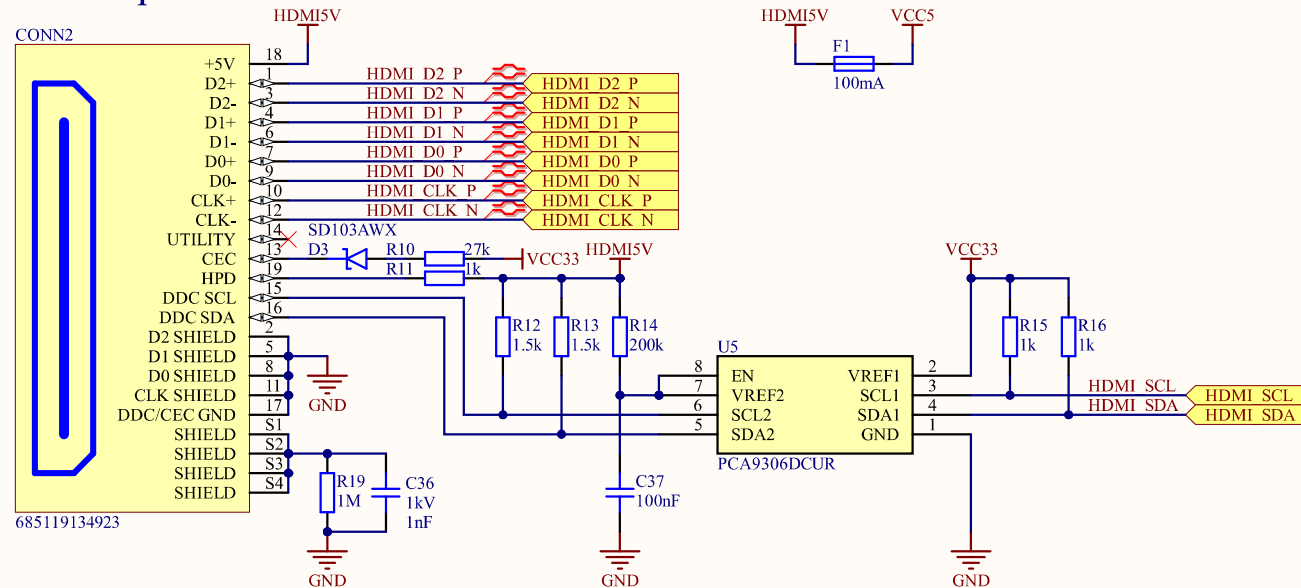 HDMI5V
HDMI5V
VCC5
CONN2
F1
100mA
+5V 18
D2+ 1 HDMI_D2_P HDMI_D2_P
D2- 3 HDMI_D2_N HDMI_D2_N
D1+ 4 HDMI_D1_P HDMI_D1_P
D1- 6 HDMI_D1_N HDMI_D1_N
D0+ 7 HDMI_D0_P HDMI_D0_P
D0- 9 HDMI_D0_N HDMI_D0_N
CLK+ 10 HDMI_CLK_P HDMI_CLK_P
CLK- 12 HDMI_CLK_N HDMI_CLK_N
UTILITY 14
SD103AWX
CEC 13 D3 R10 27k VCC33
HPD 19 R11 1k
HDMI5V
VCC33
DDC SCL 15
DDC SDA 16
D2 SHIELD 2
D1 SHIELD 5
D0 SHIELD 8
CLK SHIELD 11
DDC/CEC GND 17
SHIELD S1
SHIELD S2
SHIELD S3
SHIELD S4
685119134923
GND
R12
1.5k
R13
1.5k
R14
200k
R15
1k
R16
1k
U5
8 EN VREF1 2
7 VREF2 SCL1 3 HDMI_SCL HDMI_SCL
6 SCL2 SDA1 4 HDMI_SDA HDMI_SDA
5 SDA2 GND 1
PCA9306DCUR
R19
1M
C36
1kV
1nF
C37
100nF
GND
GND
GND